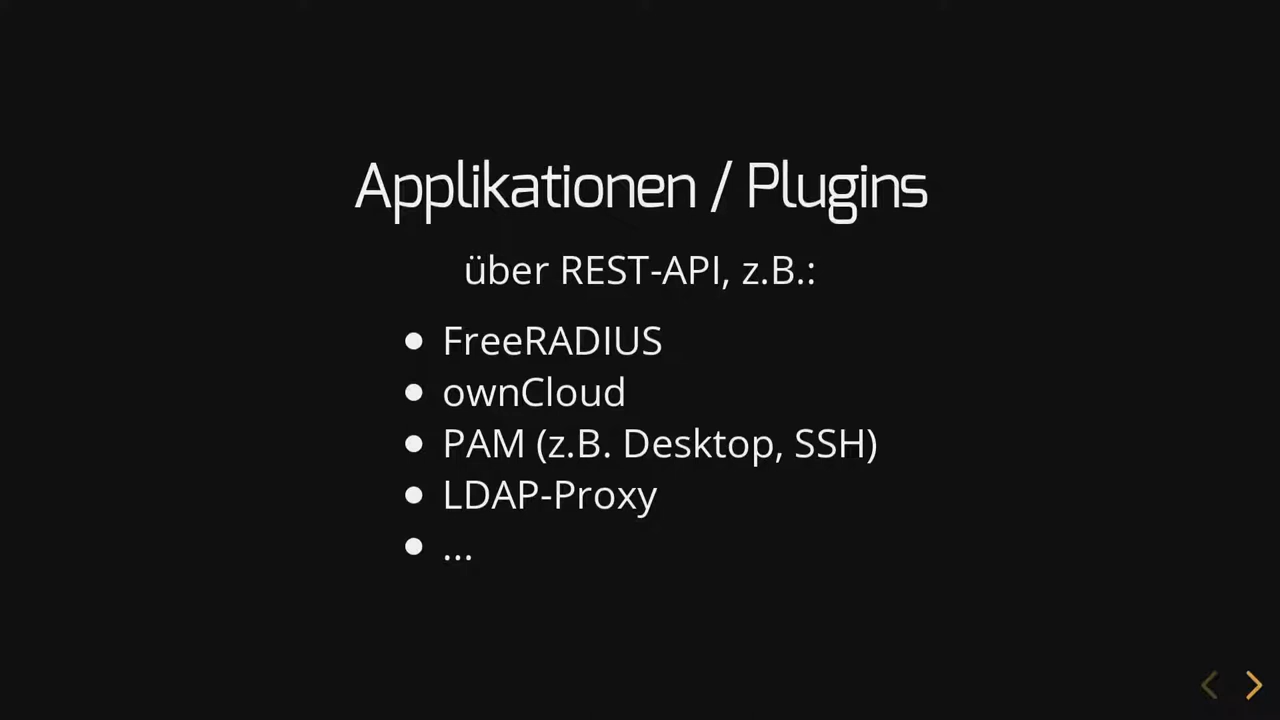 Applikationen / Plugins
über REST-API, z.B.:
FreeRADIUS
ownCloud
PAM (z.B. Desktop, SSH)
LDAP-Proxy
...